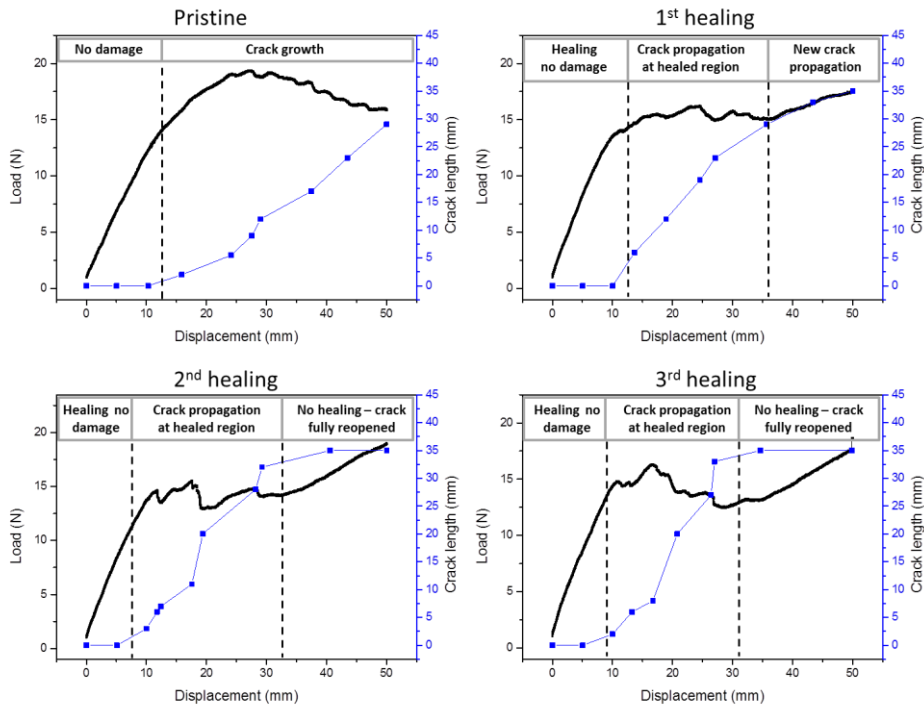 Pristine
No damage
Crack growth
20
15
10
5
0
Load (N)
45
40
35
30
25
20
15
10
5
0
Crack length (mm)
0 10 20 30 40 50
Displacement (mm)
1st healing
Healing
no damage
Crack propagation
at healed region
New crack
propagation
20
15
10
5
0
Load (N)
45
40
35
30
25
20
15
10
5
0
Crack length (mm)
0 10 20 30 40 50
Displacement (mm)
2nd healing
Healing no
damage
Crack propagation
at healed region
No healing – crack
fully reopened
20
15
10
5
0
Load (N)
45
40
35
30
25
20
15
10
5
0
Crack length (mm)
0 10 20 30 40 50
Displacement (mm)
3rd healing
Healing no
damage
Crack propagation
at healed region
No healing – crack
fully reopened
20
15
10
5
0
Load (N)
45
40
35
30
25
20
15
10
5
0
Crack length (mm)
0 10 20 30 40 50
Displacement (mm)